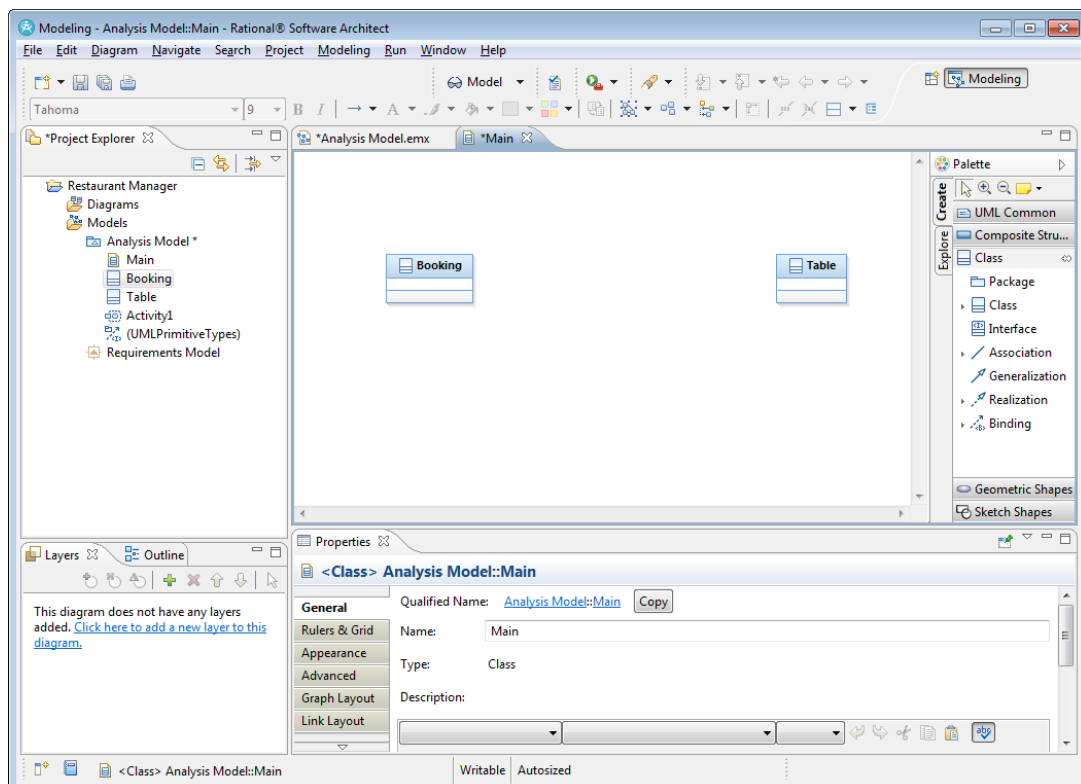 Modeling - Analysis Model::Main - Rational® Software Architect
File Edit Diagram Navigate Search Project Modeling Run Window Help
Model
Modeling
Tahoma 9 B I A
*Project Explorer
Restaurant Manager
Diagrams
Models
Analysis Model *
Main
Booking
Table
Activity1
(UMLPrimitiveTypes)
Requirements Model
*Analysis Model.emx *Main
Booking
Table
Palette
Create
Explore
UML Common
Composite Stru...
Class
Package
Class
Interface
Association
Generalization
Realization
Binding
Geometric Shapes
Sketch Shapes
Layers Outline
This diagram does not have any layers
added. Click here to add a new layer to this
diagram.
Properties
<Class> Analysis Model::Main
General
Rulers & Grid
Appearance
Advanced
Graph Layout
Link Layout
Qualified Name: Analysis Model::Main Copy
Name: Main
Type: Class
Description:
abc
<Class> Analysis Model::Main Writable Autosized